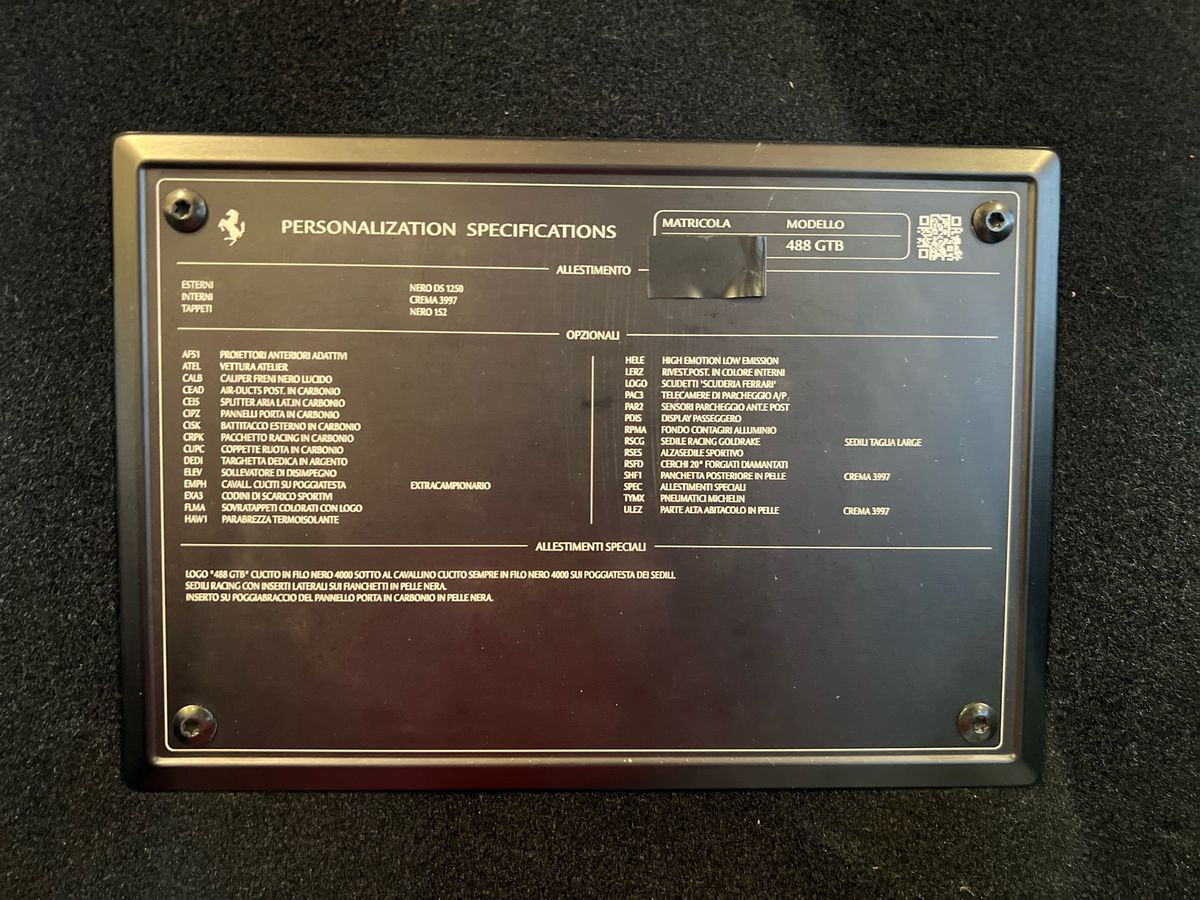 PERSONALIZATION SPECIFICATIONS
MATRICOLA MODELLO
488 GTB
ALLESTIMENTO
ESTERNI NERO DS 1250
INTERNI CREMA 3997
TAPPETI NERO 152
OPZIONALI
AFS1 PROIETTORI ANTERIORI ADATTIVI
ATEL VETTURA ATELIER
CALB CALIPER FRENI NERO LUCIDO
CEAD AIR-DUCTS POST. IN CARBONIO
CEIS SPLITTER ARIA LAT.IN CARBONIO
CIPZ PANNELLI PORTA IN CARBONIO
CISK BATTITACCO ESTERNO IN CARBONIO
CRPK PACCHETTO RACING IN CARBONIO
CUPC COPPETTE RUOTA IN CARBONIO
DEDI TARGHETTA DEDICA IN ARGENTO
ELEV SOLLEVATOR DI DISIMPEGNO
EMPH CAVALL. CUCITI SU POGGIATESTA EXTRACAMPIONARIO
EXA3 CODINI DI SCARICO SPORTIVI
FLMA SOVRATAPPETI COLORATI CON LOGO
HAW1 PARABREZZA TERMOISOLANTE
HELE HIGH EMOTION LOW EMISSION
LERZ RIVEST.POST. IN COLORE INTERNI
LOGO SCUDETTI "SCUDERIA FERRARI"
PAC3 TELECAMERE DI PARCHEGGIO A/P
PAR2 SENSORI PARCHEGGIO ANT.E POST
PDIS DISPLAY PASSEGGERO
RPMA FONDO CONTAGIRI ALLUMINIO
RSCG SEDILE RACING GOLDRAKE SEDILI TAGLIA LARGE
RSES ALZASEDILE SPORTIVO
RSFD CERCHI 20" FORGIATI DIAMANTATI
SHF1 PANCHETTA POSTERIORE IN PELLE CREMA 3997
SPEC ALLESTIMENTI SPECIALI
TYMX PNEUMATICI MICHELIN
ULEZ PARTE ALTA ABITACOLO IN PELLE CREMA 3997
ALLESTIMENTI SPECIALI
LOGO "488 GTB" CUCITO IN FILO NERO 4000 SOTTO AL CAVALLINO CUCITO SEMPRE IN FILO NERO 4000 SUI POGGIATESTA DEI SEDILI.
SEDILI RACING CON INSERTI LATERALI SUI FIANCHETTI IN PELLE NERA.
INSERTO SU POGGIABRACCIO DEL PANNELLO PORTA IN CARBONIO IN PELLE NERA.